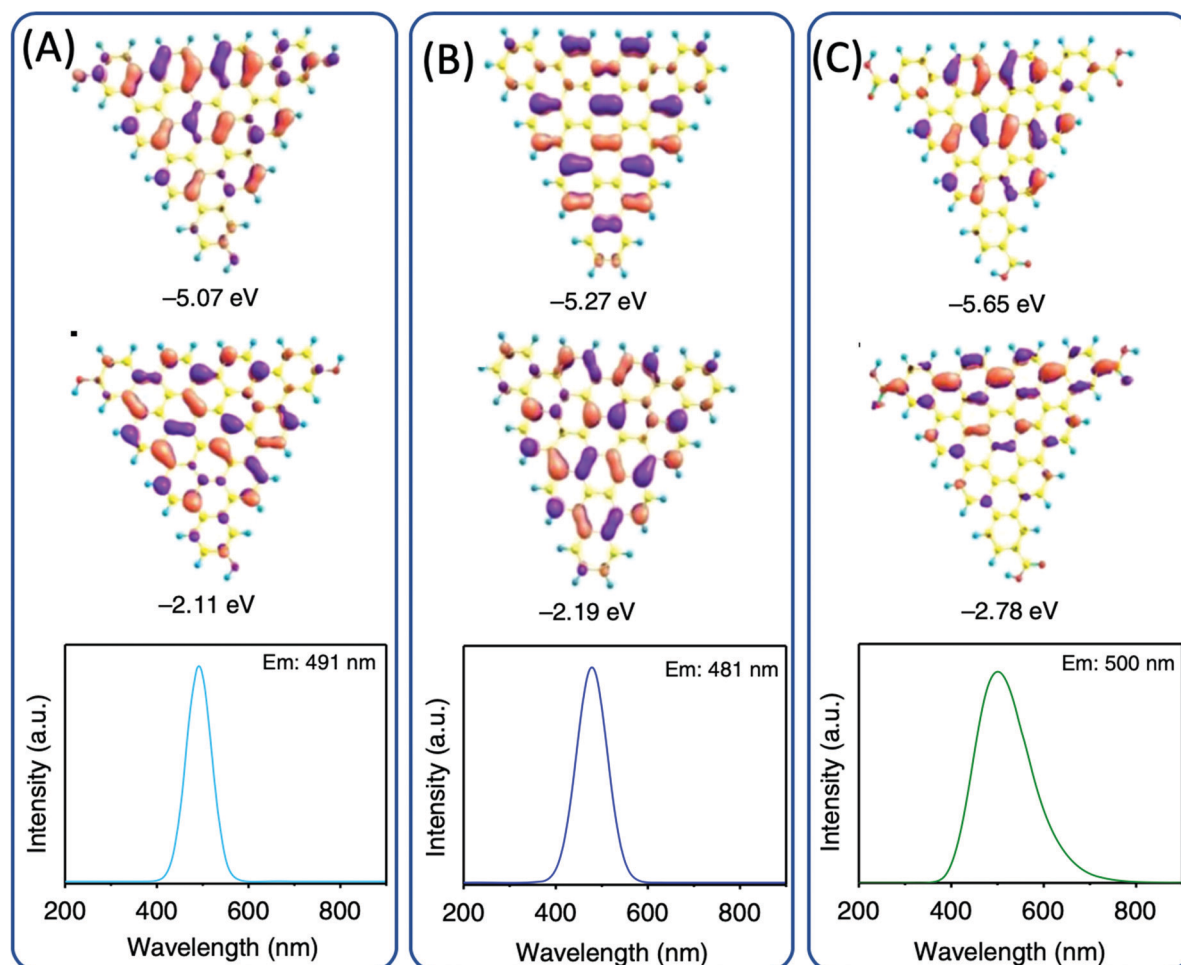 (A)
−5.07 eV
−2.11 eV
Em: 491 nm
Intensity (a.u.)
200 400 600 800
Wavelength (nm)
(B)
−5.27 eV
−2.19 eV
Em: 481 nm
Intensity (a.u.)
200 400 600 800
Wavelength (nm)
(C)
−5.65 eV
−2.78 eV
Em: 500 nm
Intensity (a.u.)
200 400 600 800
Wavelength (nm)